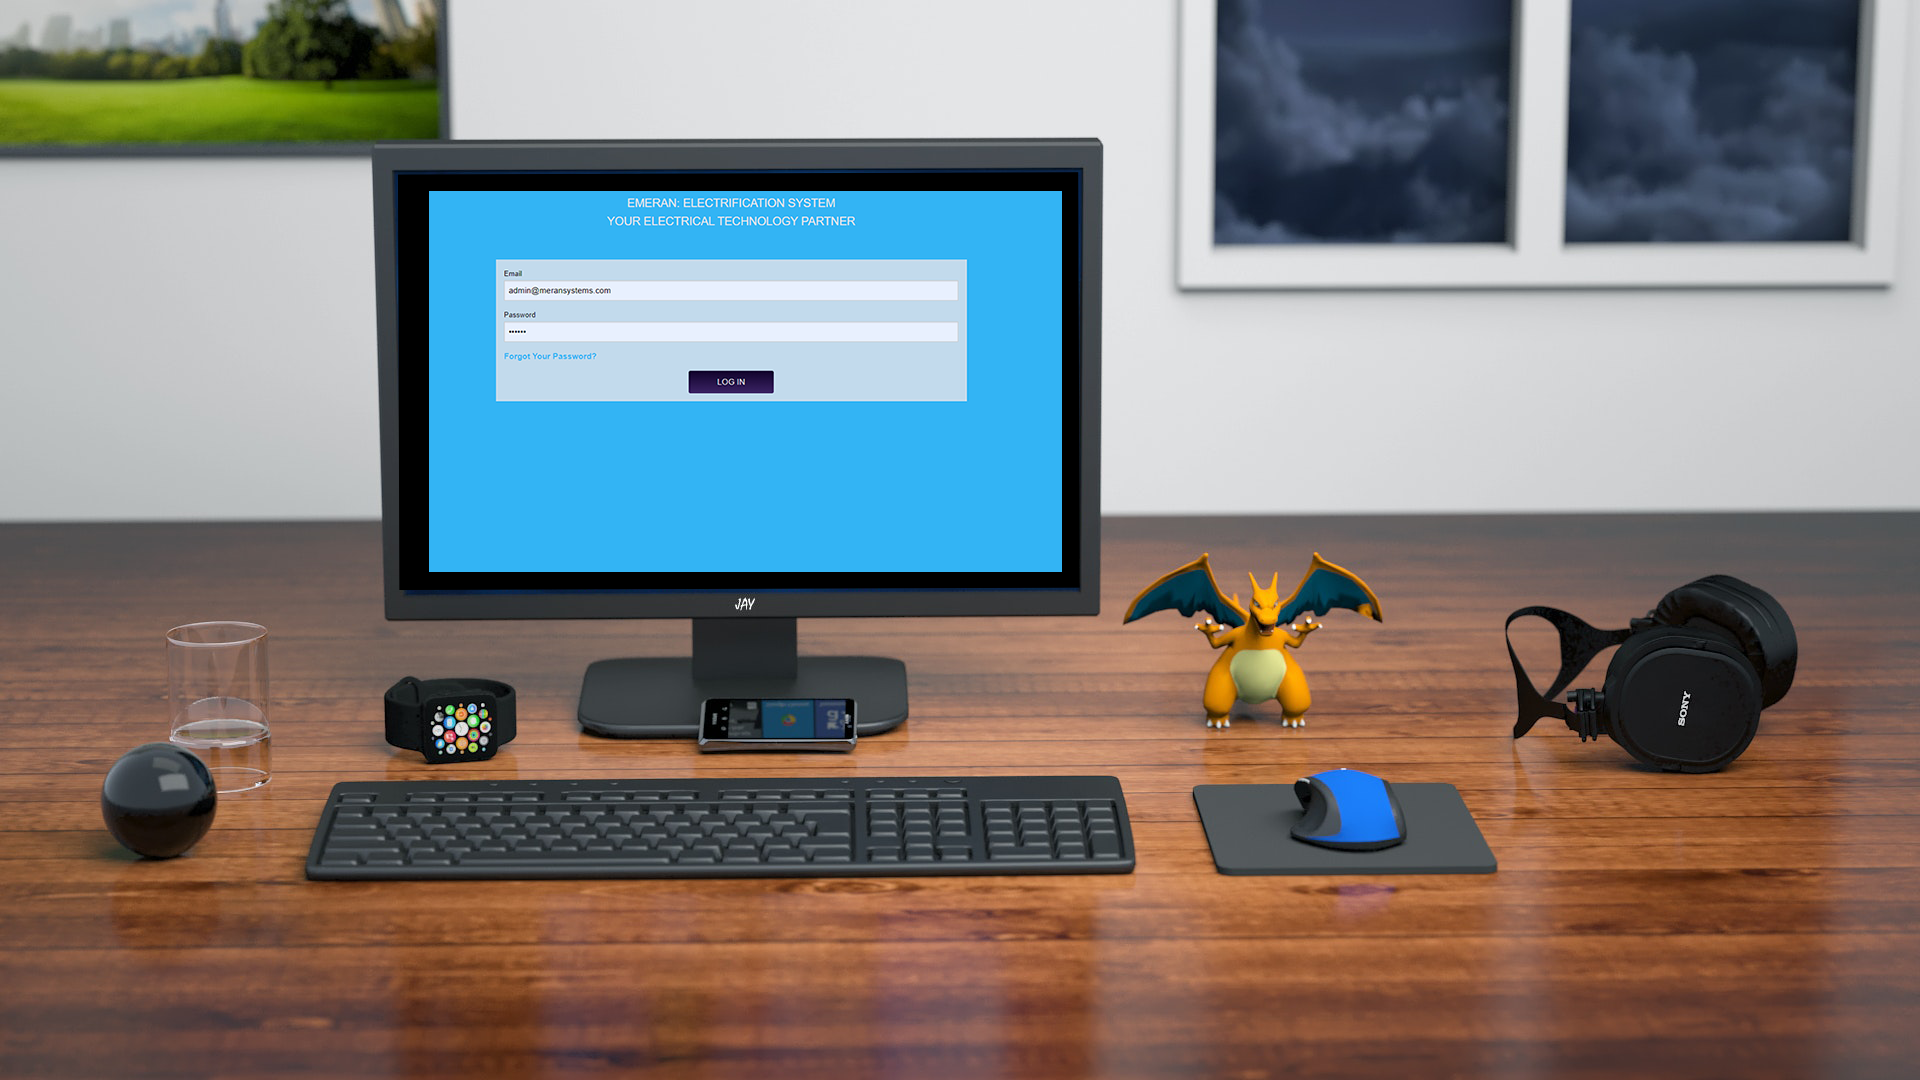 EMERAN: ELECTRIFICATION SYSTEM
YOUR ELECTRICAL TECHNOLOGY PARTNER
Email
admin@meransystems.com
Password
••••••
Forgot Your Password?
LOG IN
JAY
SONY